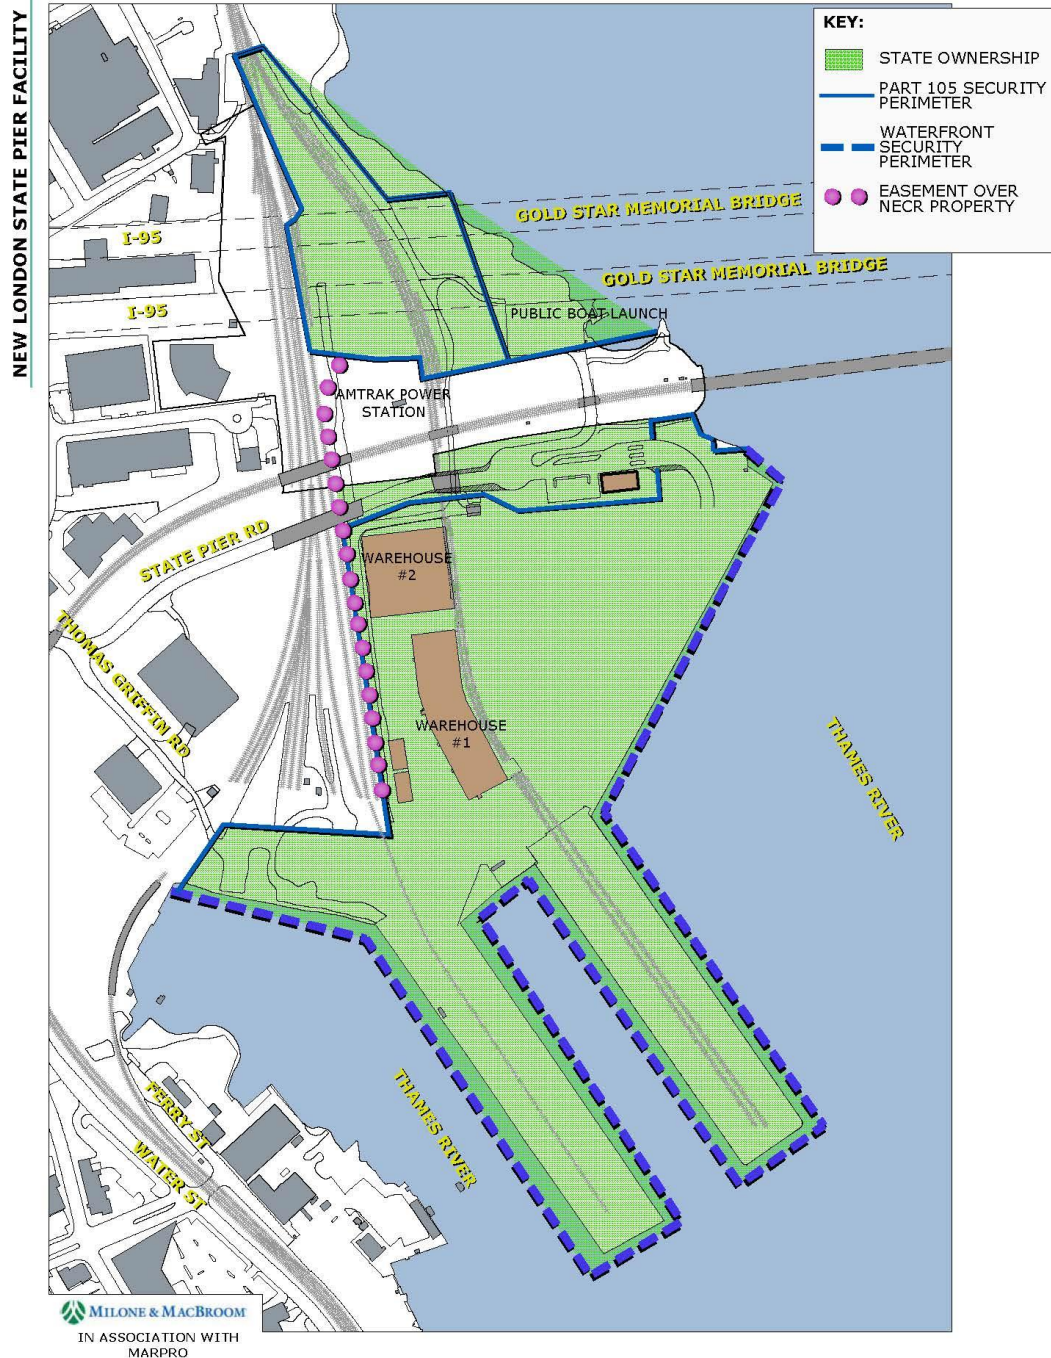 NEW LONDON STATE PIER FACILITY
KEY:
STATE OWNERSHIP
PART 105 SECURITY
PERIMETER
WATERFRONT
SECURITY
PERIMETER
EASEMENT OVER
NECR PROPERTY
GOLD STAR MEMORIAL BRIDGE
I-95
GOLD STAR MEMORIAL BRIDGE
I-95
PUBLIC BOAT LAUNCH
AMTRAK POWER
STATION
STATE PIER RD
WAREHOUSE
#2
THOMAS GRIFFIN RD
WAREHOUSE
#1
THAMES RIVER
THAMES RIVER
FERRY ST
WATER ST
MILONE & MACBROOM
IN ASSOCIATION WITH
MARPRO